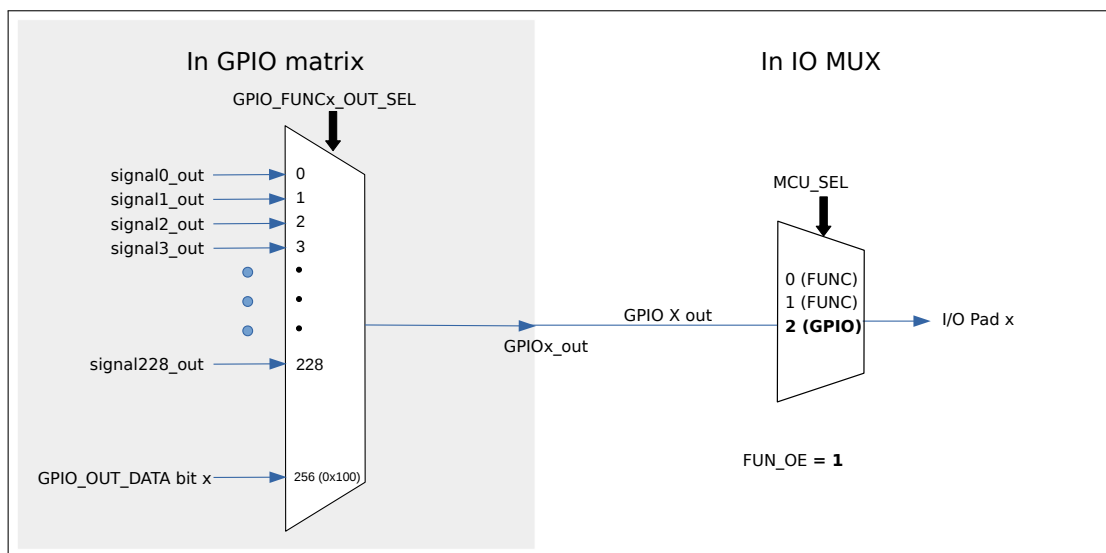 In GPIO matrix
In IO MUX
GPIO_FUNCx_OUT_SEL
signal0_out
0
signal1_out
1
signal2_out
2
signal3_out
3
signal228_out
228
GPIO_OUT_DATA bit x
256 (0x100)
GPIOx_out
GPIO X out
MCU_SEL
0 (FUNC)
1 (FUNC)
2 (GPIO)
I/O Pad x
FUN_OE = 1